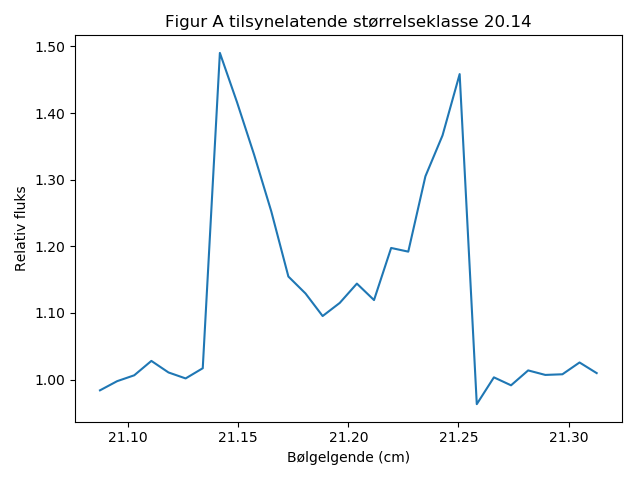 Figur A tilsynelatende størrelseklasse 20.14
1.50
1.40
1.30
1.20
1.10
1.00
Relativ fluks
21.10 21.15 21.20 21.25 21.30
Bølgelgende (cm)